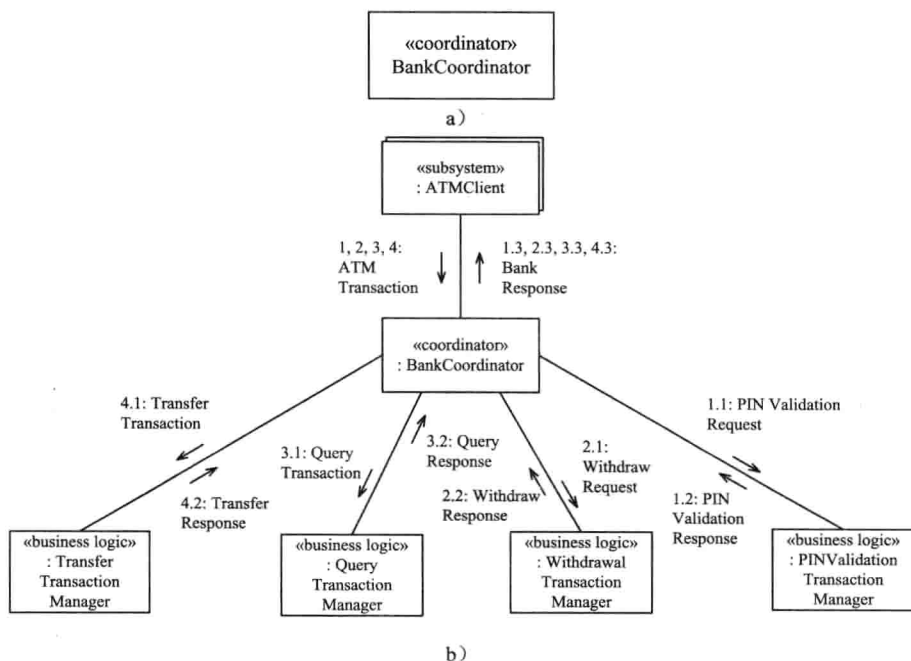 «coordinator»
BankCoordinator
a）
«subsystem»
: ATMClient
1, 2, 3, 4:
ATM
Transaction
1.3, 2.3, 3.3, 4.3:
Bank
Response
«coordinator»
: BankCoordinator
4.1: Transfer
Transaction
4.2: Transfer
Response
3.1: Query
Transaction
3.2: Query
Response
2.2: Withdraw
Response
2.1:
Withdraw
Request
1.1: PIN Validation
Request
1.2: PIN
Validation
Response
«business logic»
: Transfer
Transaction
Manager
«business logic»
: Query
Transaction
Manager
«business logic»
: Withdrawal
Transaction
Manager
«business logic»
: PINValidation
Transaction
Manager
b）